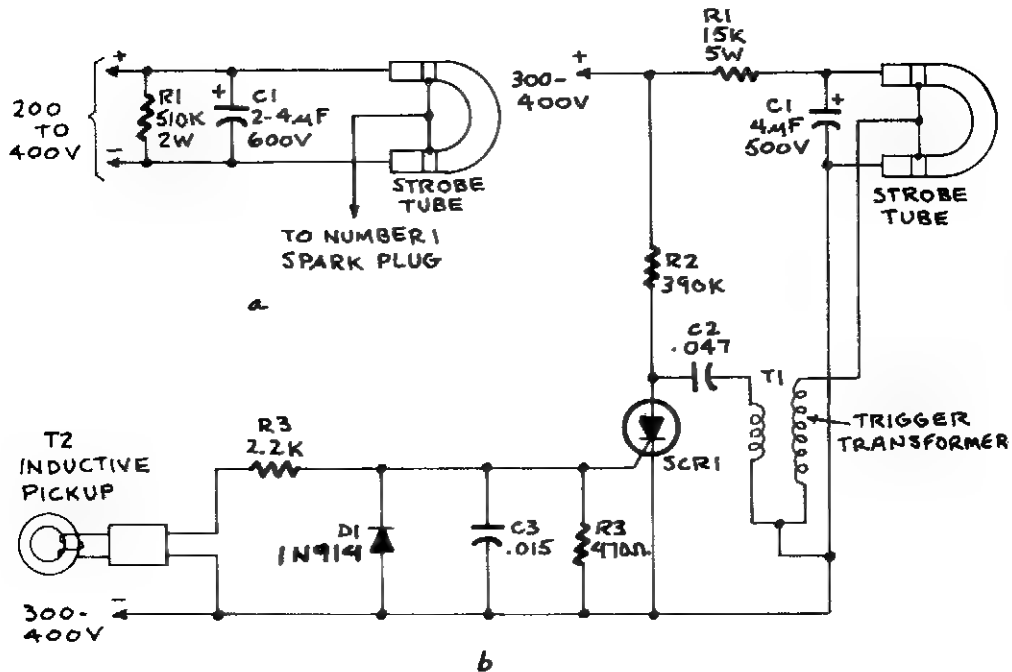 +
200
TO
400V
−
R1
510K
2W
+
C1
2-4µF
600V
STROBE
TUBE
TO NUMBER 1
SPARK PLUG
a
300-
400V
+
R1
15K
5W
C1
4µF
500V
+
STROBE
TUBE
R2
390K
C2
.047
T1
TRIGGER
TRANSFORMER
SCR1
T2
INDUCTIVE
PICKUP
R3
2.2K
D1
1N914
C3
.015
R3
470Ω
300-
400V
−
b